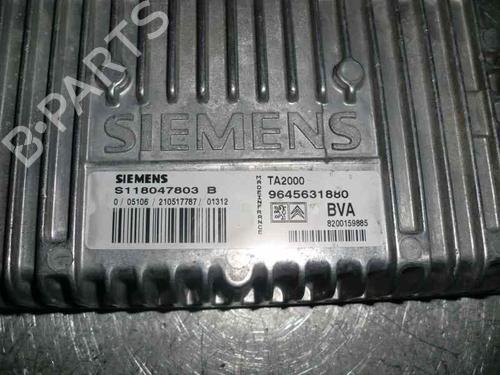 B-PARTS
SIEMENS
SIEMENS
S118047803 B
0 / 05106 / 210517787 / 01312
MADE IN FRANCE
TA2000
9645631880
BVA
8200159885